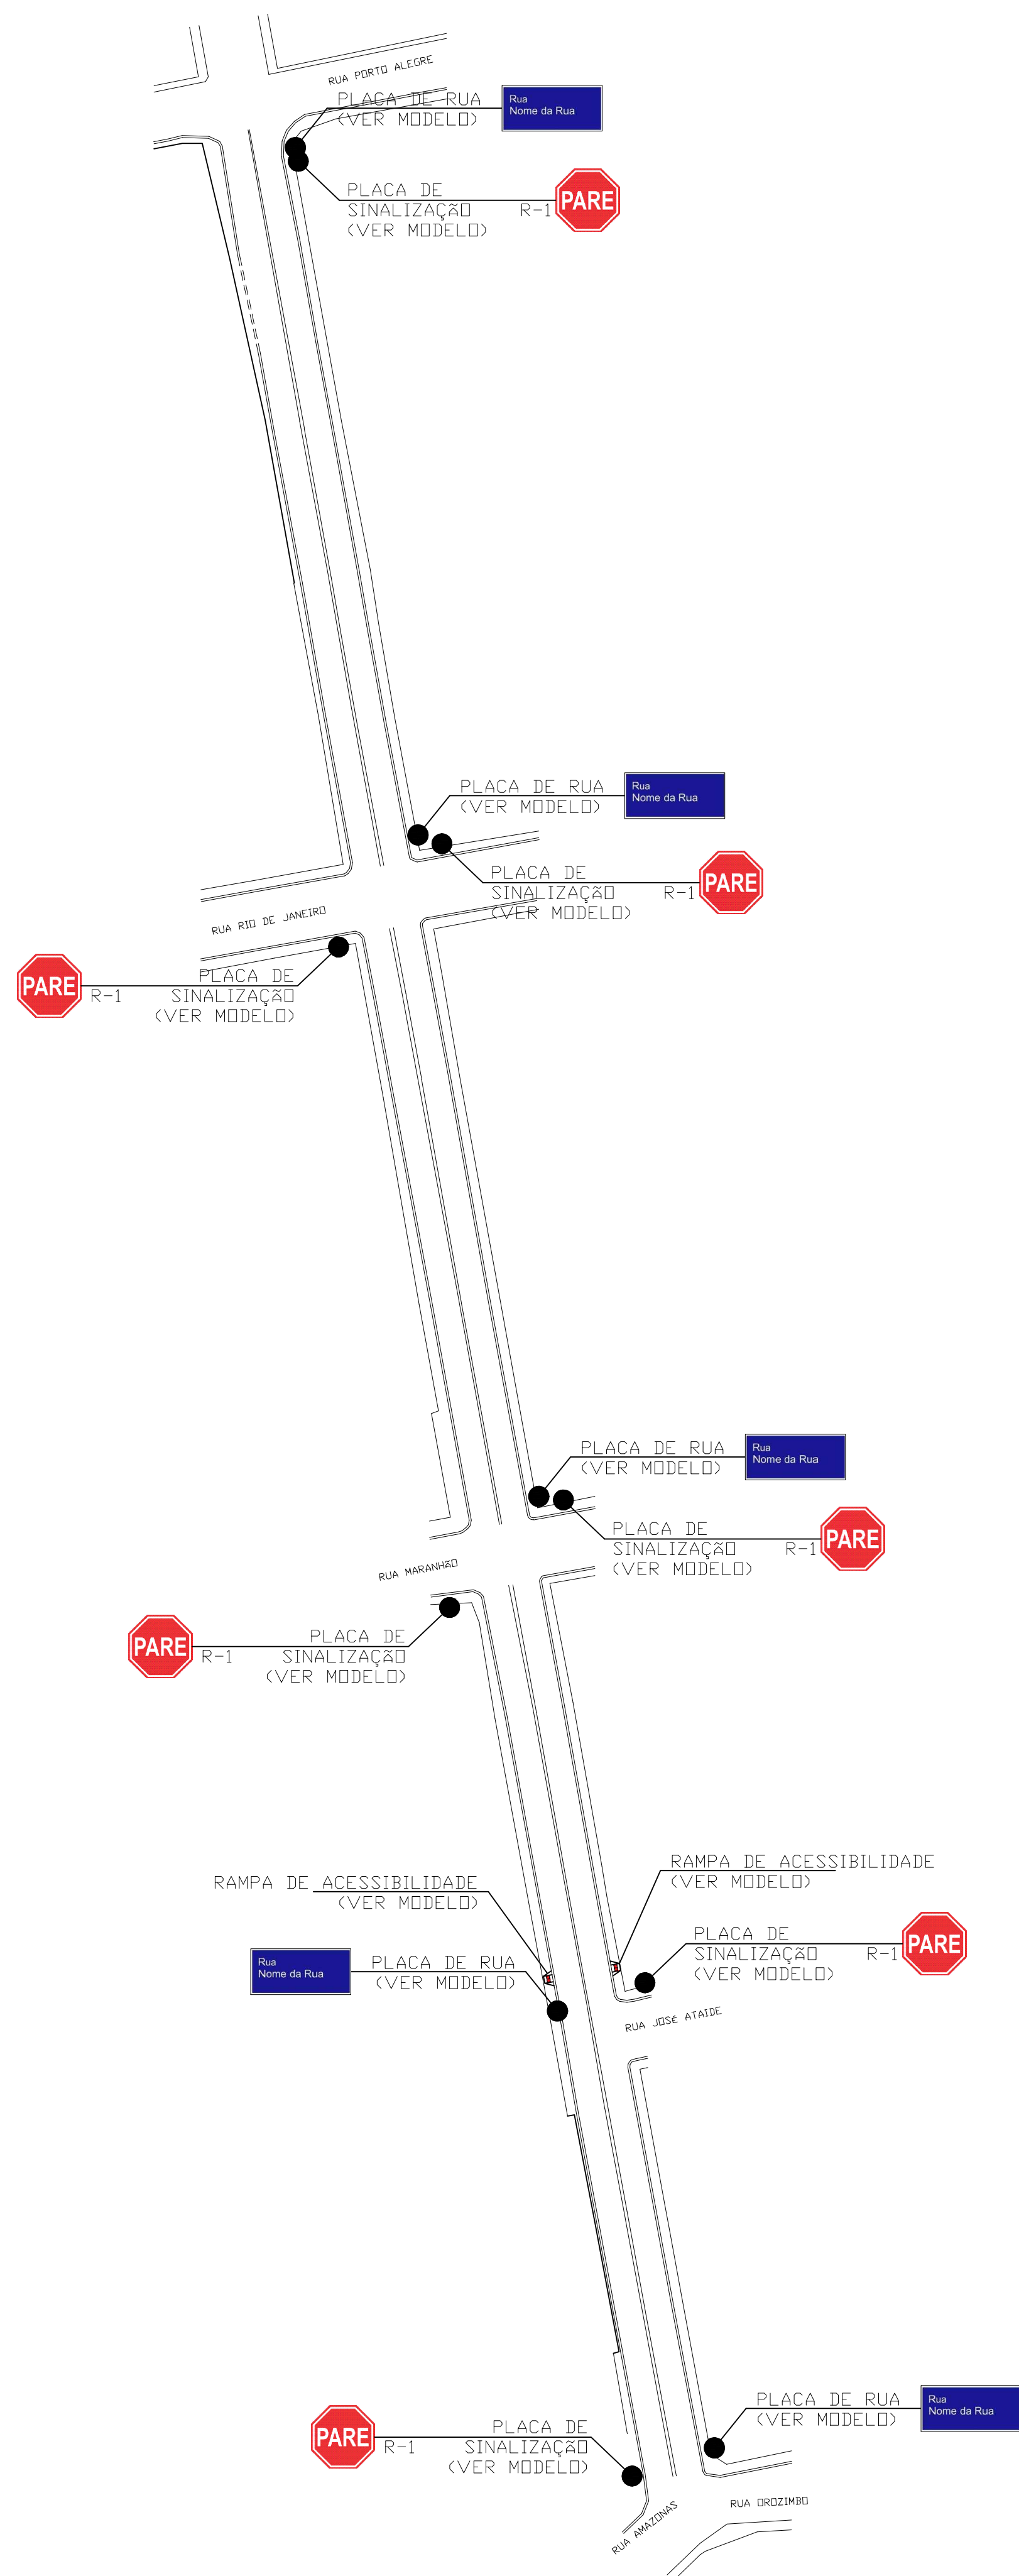 RUA PORTO ALEGRE
PLACA DE RUA
(VER MODELO)
Rua
Nome da Rua
PLACA DE
SINALIZAÇÃO
(VER MODELO)
R-1
PARE
PLACA DE RUA
(VER MODELO)
Rua
Nome da Rua
PLACA DE
SINALIZAÇÃO
(VER MODELO)
R-1
PARE
RUA RIO DE JANEIRO
PARE
R-1
PLACA DE
SINALIZAÇÃO
(VER MODELO)
PLACA DE RUA
(VER MODELO)
Rua
Nome da Rua
PLACA DE
SINALIZAÇÃO
(VER MODELO)
R-1
PARE
RUA MARANHÃO
PARE
R-1
PLACA DE
SINALIZAÇÃO
(VER MODELO)
RAMPA DE ACESSIBILIDADE
(VER MODELO)
RAMPA DE ACESSIBILIDADE
(VER MODELO)
PLACA DE
SINALIZAÇÃO
(VER MODELO)
R-1
PARE
Rua
Nome da Rua
PLACA DE RUA
(VER MODELO)
RUA JOSÉ ATAIDE
PLACA DE RUA
(VER MODELO)
Rua
Nome da Rua
PARE
R-1
PLACA DE
SINALIZAÇÃO
(VER MODELO)
RUA OROZIMBO
RUA AMAZONAS